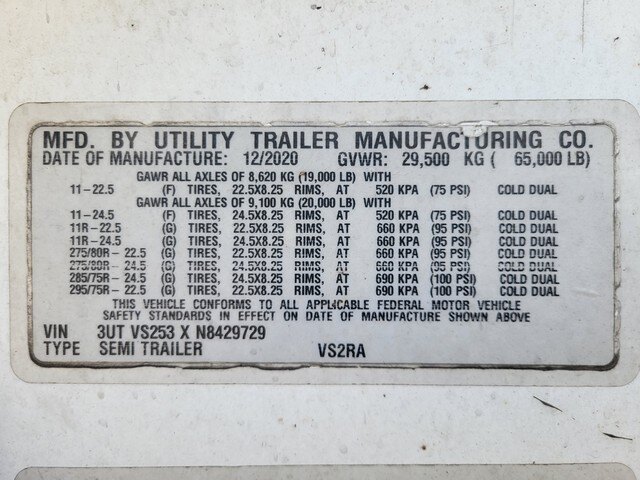 MFD. BY UTILITY TRAILER MANUFACTURING CO.
DATE OF MANUFACTURE: 12/2020 GVWR: 29,500 KG ( 65,000 LB)
GAWR ALL AXLES OF 8,620 KG (19,000 LB) WITH
11-22.5 (F) TIRES, 22.5X8.25 RIMS, AT 520 KPA (75 PSI) COLD DUAL
GAWR ALL AXLES OF 9,100 KG (20,000 LB) WITH
11-24.5 (F) TIRES, 24.5X8.25 RIMS, AT 520 KPA (75 PSI) COLD DUAL
11R-22.5 (G) TIRES, 22.5X8.25 RIMS, AT 660 KPA (95 PSI) COLD DUAL
11R-24.5 (G) TIRES, 24.5X8.25 RIMS, AT 660 KPA (95 PSI) COLD DUAL
275/80R-22.5 (G) TIRES, 22.5X8.25 RIMS, AT 660 KPA (95 PSI) COLD DUAL
275/80R-24.5 (G) TIRES, 24.5X8.25 RIMS, AT 660 KPA (95 PSI) COLD DUAL
285/75R-24.5 (G) TIRES, 24.5X8.25 RIMS, AT 690 KPA (100 PSI) COLD DUAL
295/75R-22.5 (G) TIRES, 22.5X8.25 RIMS, AT 690 KPA (100 PSI) COLD DUAL
THIS VEHICLE CONFORMS TO ALL APPLICABLE FEDERAL MOTOR VEHICLE
SAFETY STANDARDS IN EFFECT ON DATE OF MANUFACTURE SHOWN ABOVE
VIN 3UT VS253 X N8429729
TYPE SEMI TRAILER VS2RA